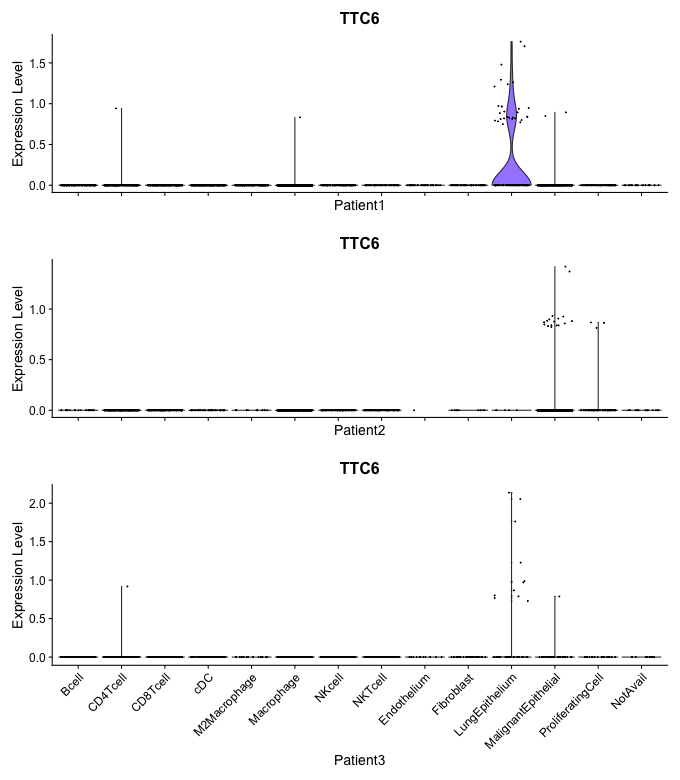 TTC6
Expression Level
1.5
1.0
0.5
0.0
Patient1
TTC6
Expression Level
1.0
0.5
0.0
Patient2
TTC6
Expression Level
2.0
1.5
1.0
0.5
0.0
Bcell
CD4Tcell
CD8Tcell
cDC
M2Macrophage
Macrophage
NKcell
NKTcell
Endothelium
Fibroblast
LungEpithelium
MalignantEpithelial
ProliferatingCell
NotAvail
Patient3